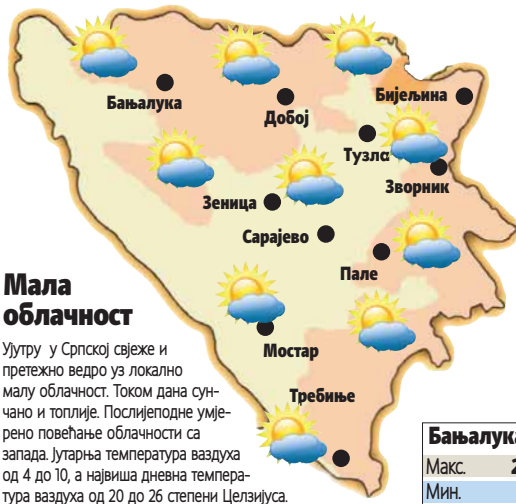 Бањалука
Добој
Бијељина
Тузла
Зворник
Зеница
Сарајево
Пале
Мостар
Требиње
Мала
облачност
Ујутру у Српској свјеже и
претежно ведро уз локално
малу облачност. Током дана сун-
чано и топлије. Послијеподне умје-
рено повећање облачности са
запада. Јутарња температура ваздуха
од 4 до 10, а највиша дневна темпера-
тура ваздуха од 20 до 26 степени Целзијуса.
Бањалука
Макс.
Мин.